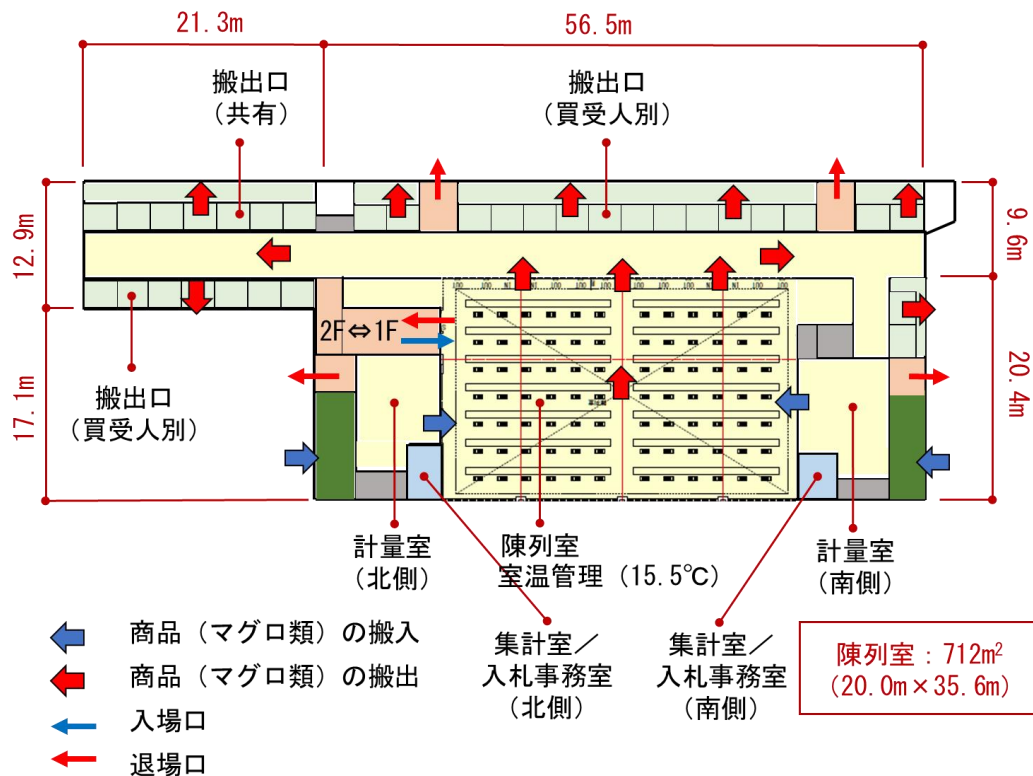 21.3m
56.5m
搬出口
（共有）
搬出口
（買受人別）
12.9m
9.6m
2F⇔1F
搬出口
（買受人別）
17.1m
20.4m
計量室
（北側）
陳列室
室温管理（15.5℃）
計量室
（南側）
集計室／
入札事務室
（北側）
集計室／
入札事務室
（南側）
陳列室：712m²
（20.0m×35.6m）
商品（マグロ類）の搬入
商品（マグロ類）の搬出
入場口
退場口